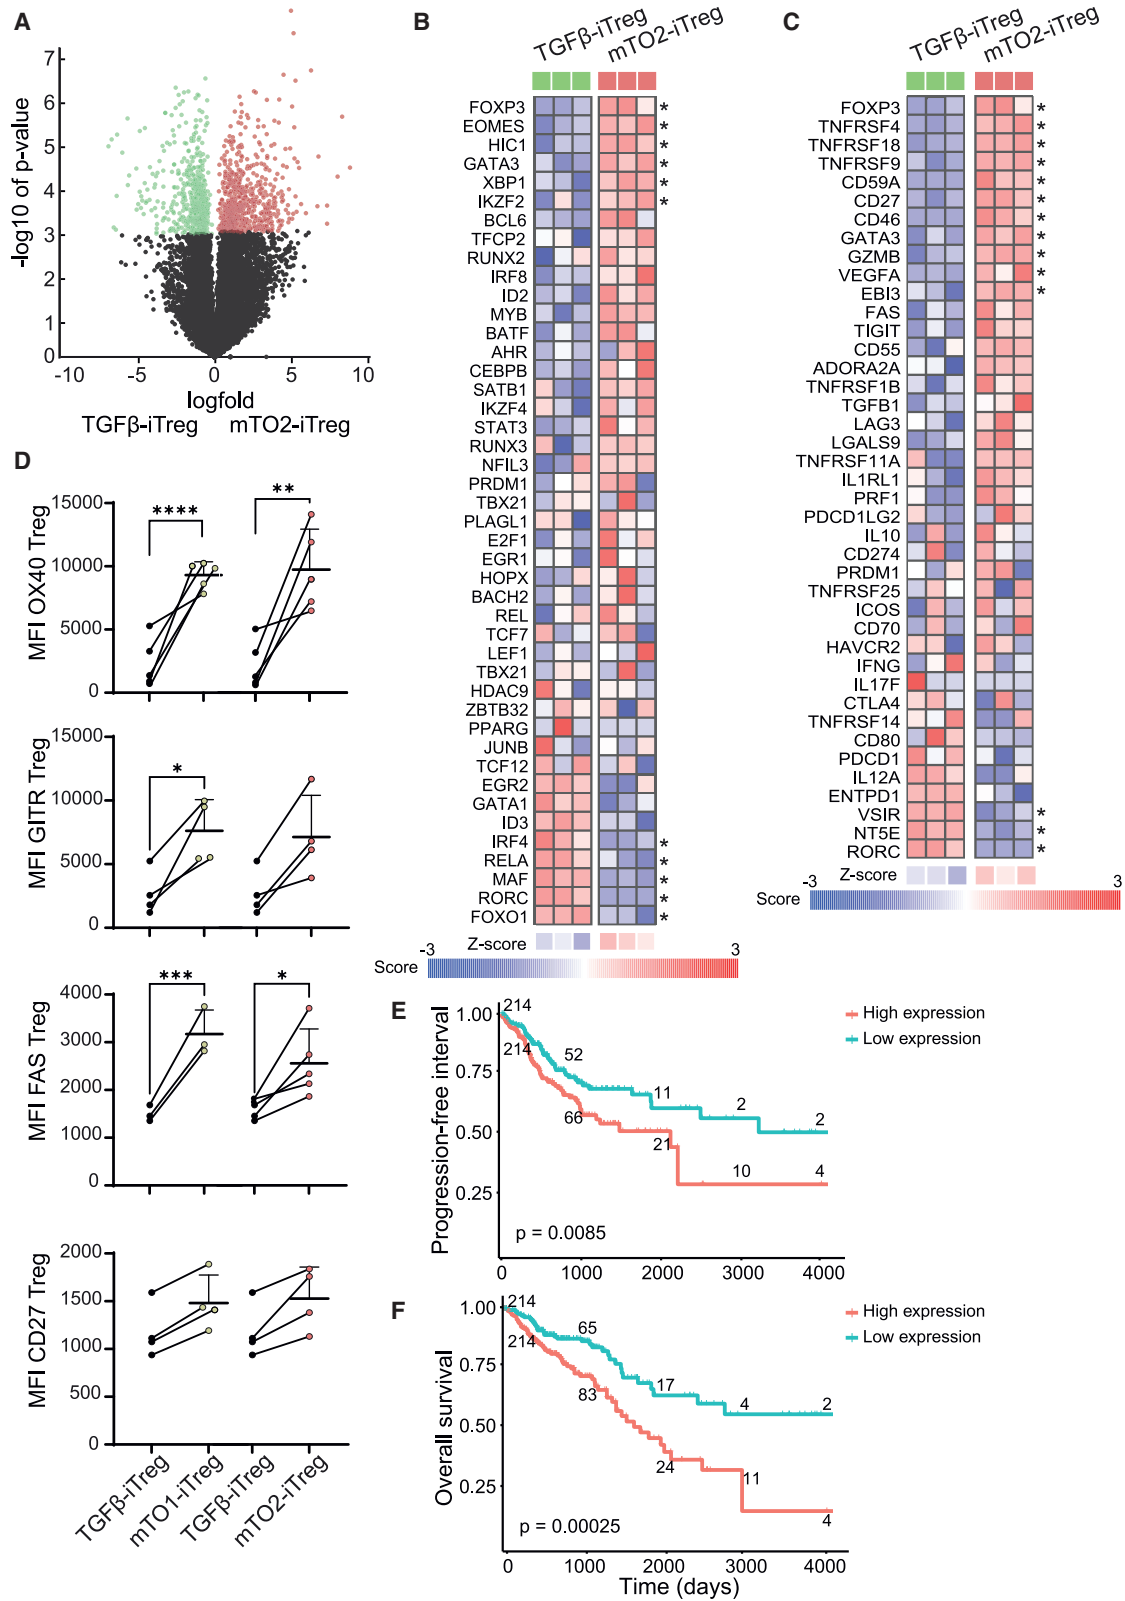 A
-log10 of p-value
7
6
5
4
3
2
1
0
-10
-5
0
5
10
logfold
TGFβ-iTreg
mTO2-iTreg
B
TGFβ-iTreg
mTO2-iTreg
FOXP3 *
EOMES *
HIC1 *
GATA3 *
XBP1 *
IKZF2 *
BCL6
TFCP2
RUNX2
IRF8
ID2
MYB
BATF
AHR
CEBPB
SATB1
IKZF4
STAT3
RUNX3
NFIL3
PRDM1
TBX21
PLAGL1
E2F1
EGR1
HOPX
BACH2
REL
TCF7
LEF1
TBX21
HDAC9
ZBTB32
PPARG
JUNB
TCF12
EGR2
GATA1
ID3
IRF4 *
RELA *
MAF *
RORC *
FOXO1 *
Z-score
-3
3
Score
C
TGFβ-iTreg
mTO2-iTreg
FOXP3 *
TNFRSF4 *
TNFRSF18 *
TNFRSF9 *
CD59A *
CD27 *
CD46 *
GATA3 *
GZMB *
VEGFA *
EBI3 *
FAS
TIGIT
CD55
ADORA2A
TNFRSF1B
TGFB1
LAG3
LGALS9
TNFRSF11A
IL1RL1
PRF1
PDCD1LG2
IL10
CD274
PRDM1
TNFRSF25
ICOS
CD70
HAVCR2
IFNG
IL17F
CTLA4
TNFRSF14
CD80
PDCD1
IL12A
ENTPD1
VSIR *
NT5E *
RORC *
Z-score
-3
3
Score
D
MFI OX40 Treg
15000
10000
5000
0
****
**
MFI GITR Treg
15000
10000
5000
0
*
MFI FAS Treg
4000
3000
2000
1000
0
***
*
MFI CD27 Treg
2000
1500
1000
500
0
TGFβ-iTreg
mTO1-iTreg
TGFβ-iTreg
mTO2-iTreg
E
Progression-free interval
1.00
0.75
0.50
0.25
214
214
52
66
11
21
2
10
2
4
p = 0.0085
0
1000
2000
3000
4000
High expression
Low expression
F
Overall survival
1.00
0.75
0.50
0.25
214
214
65
83
17
24
4
11
2
4
p = 0.00025
0
1000
2000
3000
4000
Time (days)
High expression
Low expression